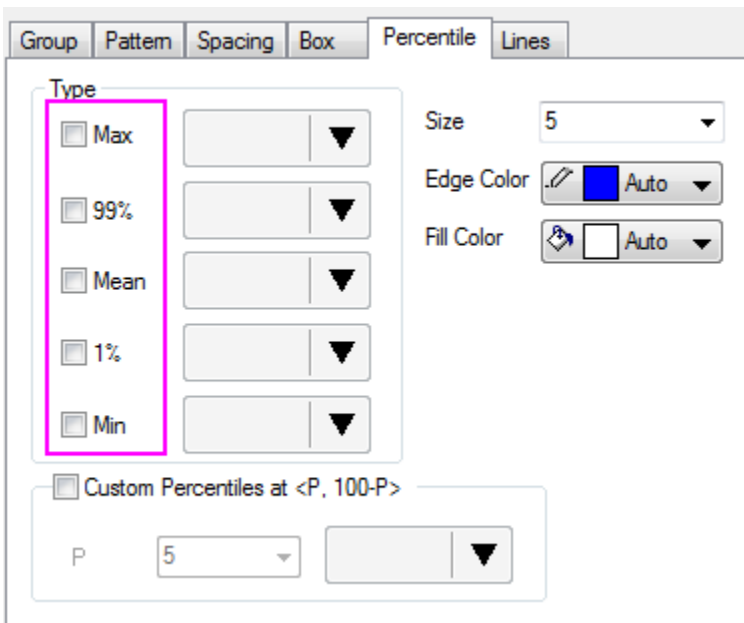 Group Pattern Spacing Box Percentile Lines
Type
Max
99%
Mean
1%
Min
Size 5
Edge Color Auto
Fill Color Auto
Custom Percentiles at <P, 100-P>
P 5